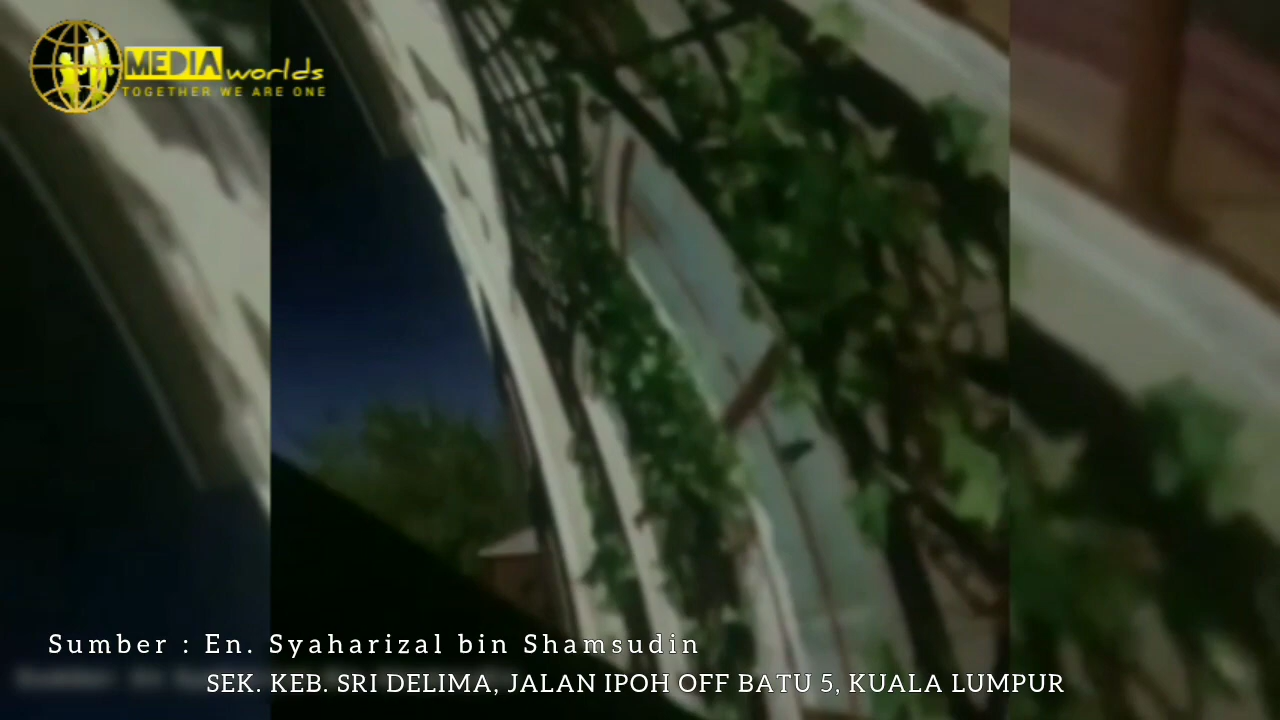 MEDIA worlds
TOGETHER WE ARE ONE
Sumber : En. Syaharizal bin Shamsudin
SEK. KEB. SRI DELIMA, JALAN IPOH OFF BATU 5, KUALA LUMPUR